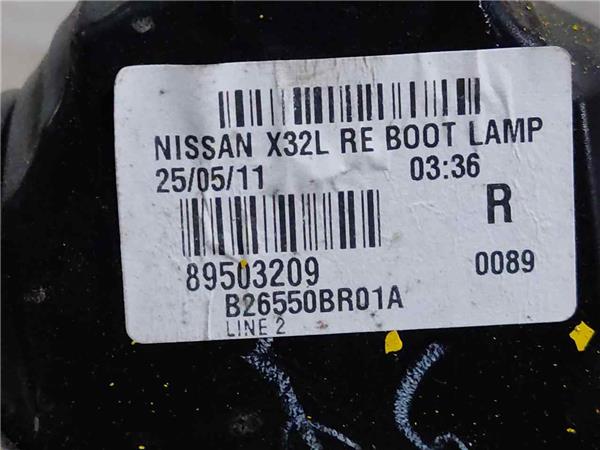 NISSAN X32L RE BOOT LAMP
25/05/11 03:36
R
89503209 0089
B26550BR01A
LINE 2